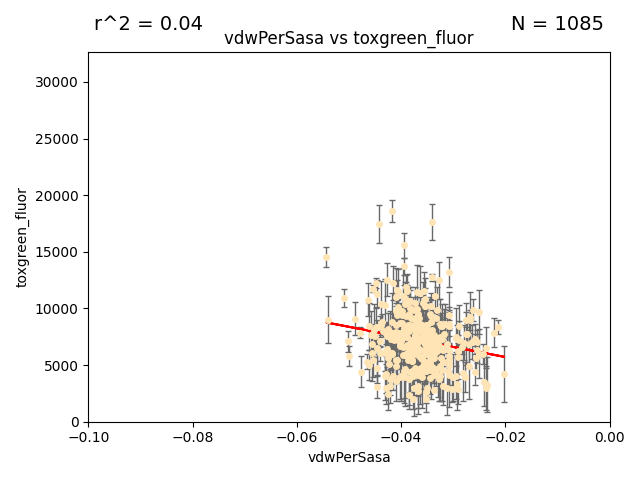 r^2 = 0.04
N = 1085
vdwPerSasa vs toxgreen_fluor
toxgreen_fluor
30000
25000
20000
15000
10000
5000
0
−0.10
−0.08
−0.06
−0.04
−0.02
0.00
vdwPerSasa